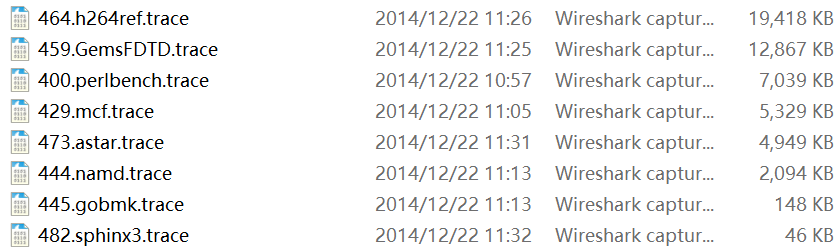 464.h264ref.trace 2014/12/22 11:26 Wireshark captur... 19,418 KB
459.GemsFDTD.trace 2014/12/22 11:25 Wireshark captur... 12,867 KB
400.perlbench.trace 2014/12/22 10:57 Wireshark captur... 7,039 KB
429.mcf.trace 2014/12/22 11:05 Wireshark captur... 5,329 KB
473.astar.trace 2014/12/22 11:31 Wireshark captur... 4,949 KB
444.namd.trace 2014/12/22 11:13 Wireshark captur... 2,094 KB
445.gobmk.trace 2014/12/22 11:13 Wireshark captur... 148 KB
482.sphinx3.trace 2014/12/22 11:32 Wireshark captur... 46 KB